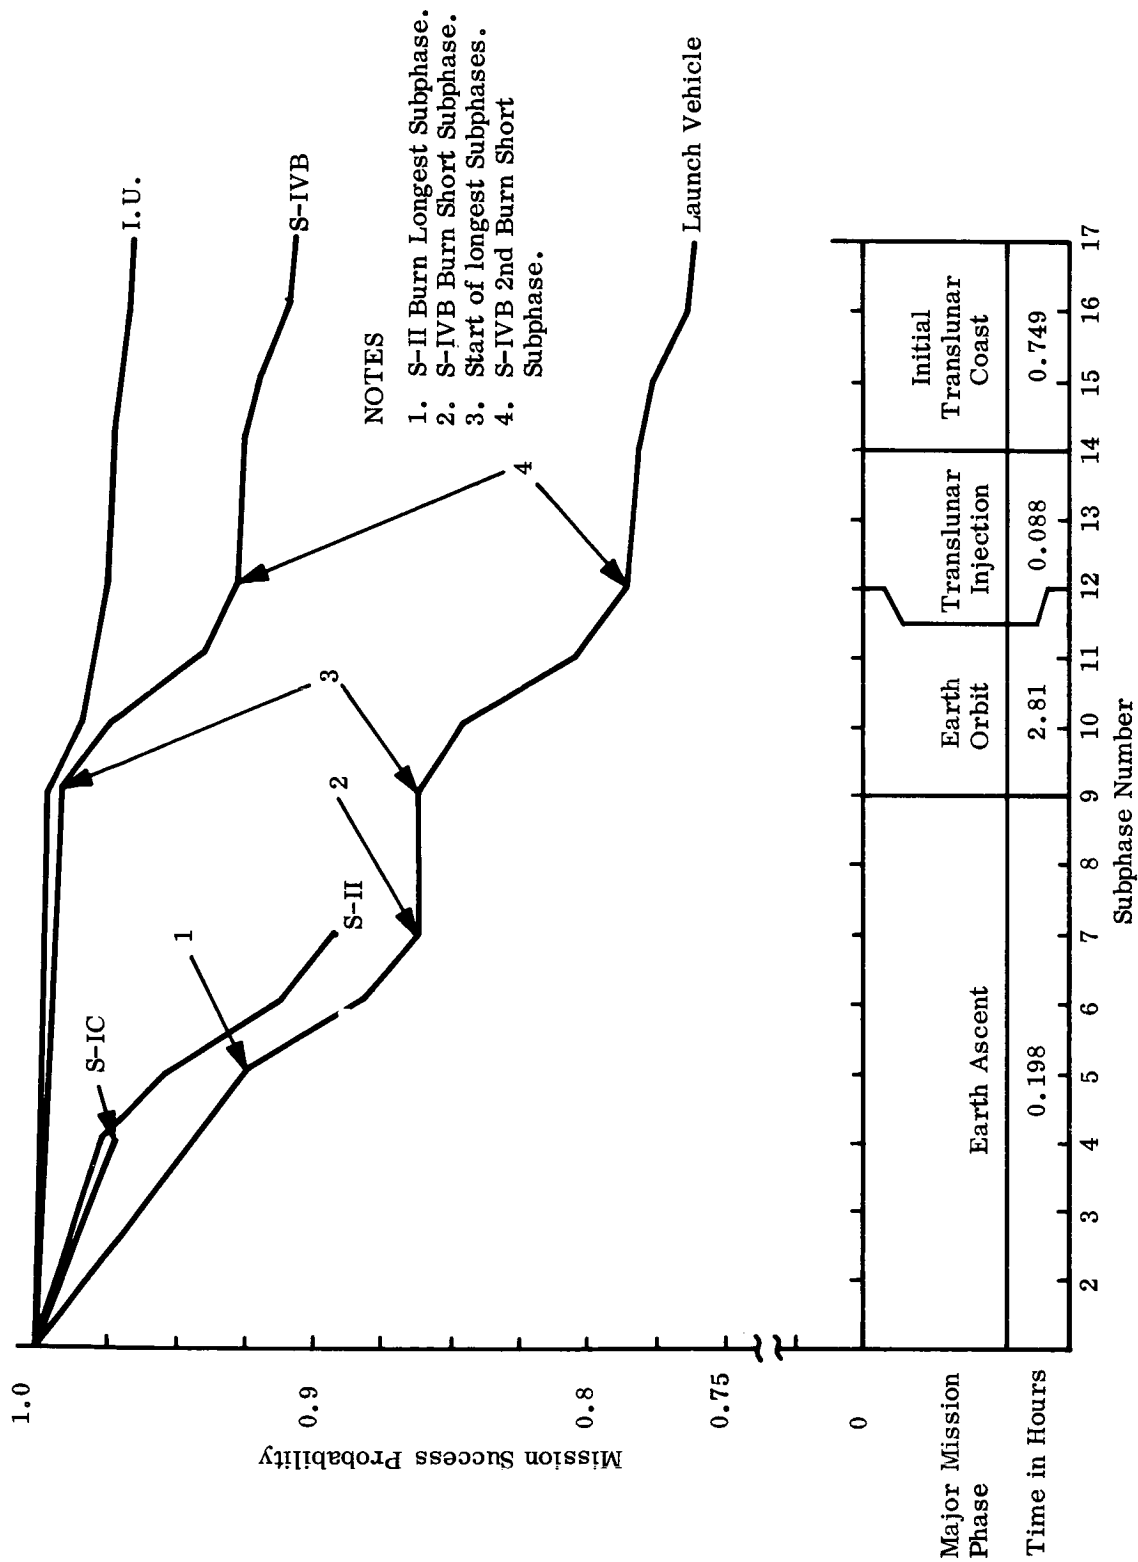 I.U.
S-IVB
NOTES
1. S-II Burn Longest Subphase.
2. S-IVB Burn Short Subphase.
3. Start of longest Subphases.
4. S-IVB 2nd Burn Short
Subphase.
Launch Vehicle
S-IC
S-II
1
2
3
4
1.0
0.9
0.8
0.75
0
Mission Success Probability
Major Mission
Phase
Earth Ascent
Earth
Orbit
Translunar
Injection
Initial
Translunar
Coast
Time in Hours
0.198
2.81
0.088
0.749
2 3 4 5 6 7 8 9 10 11 12 13 14 15 16 17
Subphase Number